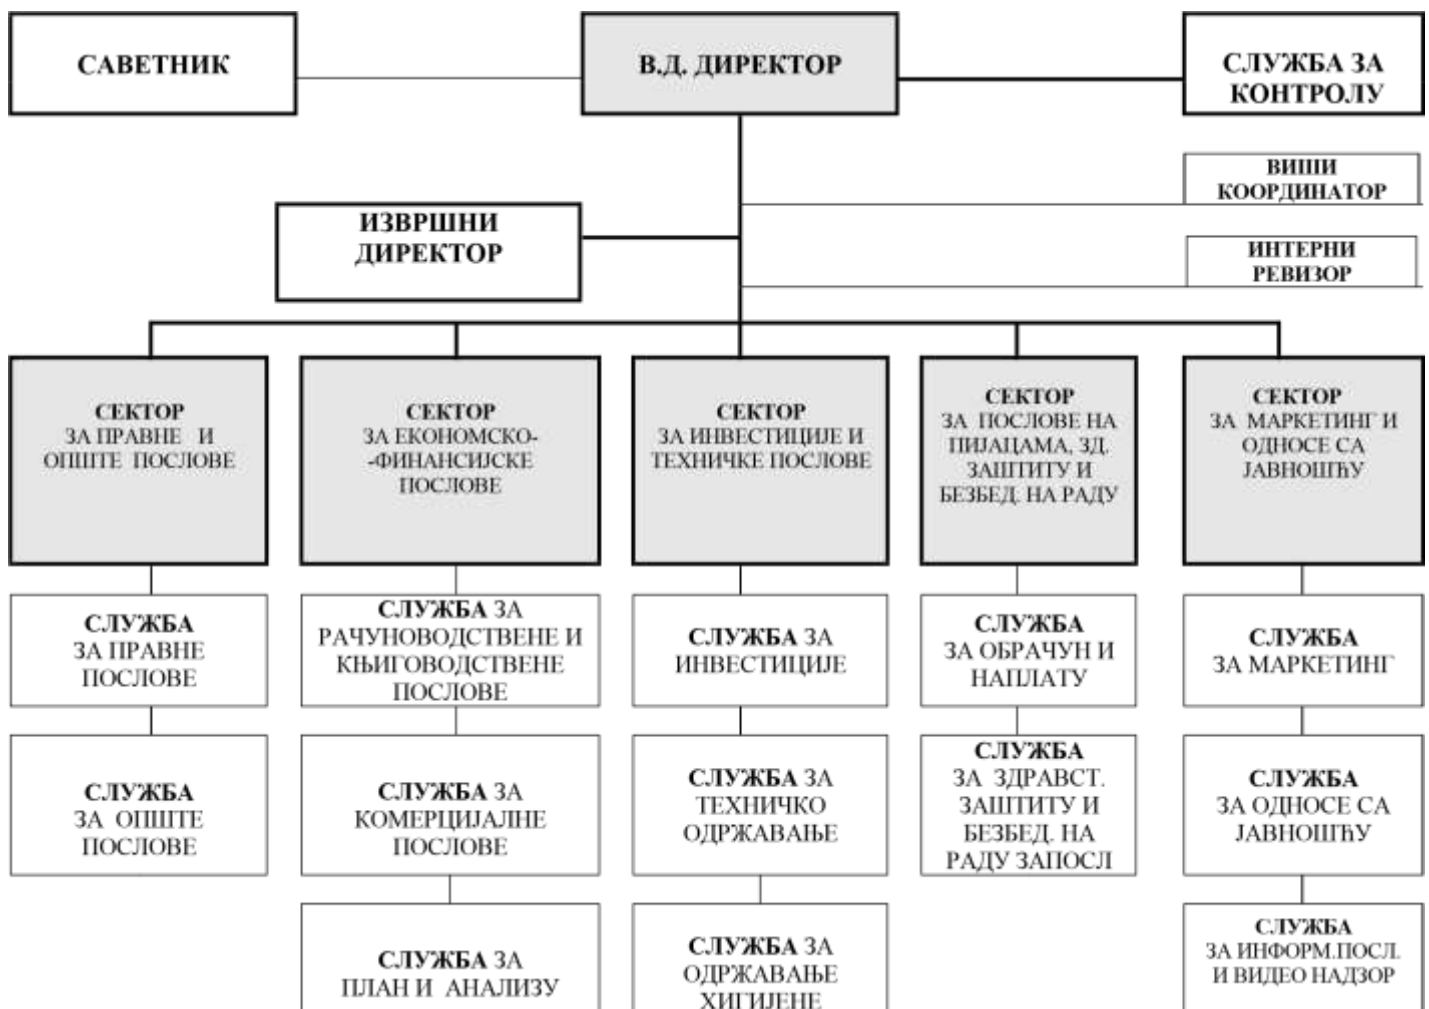 САВЕТНИК
В.Д. ДИРЕКТОР
СЛУЖБА ЗА
КОНТРОЛУ
ВИШИ
КООРДИНАТОР
ИЗВРШНИ
ДИРЕКТОР
ИНТЕРНИ
РЕВИЗОР
СЕКТОР
ЗА ПРАВНЕ И
ОПШТЕ ПОСЛОВЕ
СЕКТОР
ЗА ЕКОНОМСКО-
-ФИНАНСИЈСКЕ
ПОСЛОВЕ
СЕКТОР
ЗА ИНВЕСТИЦИЈЕ И
ТЕХНИЧКЕ ПОСЛОВЕ
СЕКТОР
ЗА ПОСЛОВЕ НА
ПИЈАЦАМА, ЗД.
ЗАШТИТУ И
БЕЗБЕД. НА РАДУ
СЕКТОР
ЗА МАРКЕТИНГ И
ОДНОСЕ СА
ЈАВНОШЋУ
СЛУЖБА
ЗА ПРАВНЕ
ПОСЛОВЕ
СЛУЖБА ЗА
РАЧУНОВОДСТВЕНЕ И
КЊИГОВОДСТВЕНЕ
ПОСЛОВЕ
СЛУЖБА ЗА
ИНВЕСТИЦИЈЕ
СЛУЖБА
ЗА ОБРАЧУН И
НАПЛАТУ
СЛУЖБА
ЗА МАРКЕТИНГ
СЛУЖБА
ЗА ОПШТЕ
ПОСЛОВЕ
СЛУЖБА ЗА
КОМЕРЦИЈАЛНЕ
ПОСЛОВЕ
СЛУЖБА ЗА
ТЕХНИЧКО
ОДРЖАВАЊЕ
СЛУЖБА
ЗА ЗДРАВСТ.
ЗАШТИТУ И
БЕЗБЕД. НА
РАДУ ЗАПОСЛ
СЛУЖБА
ЗА ОДНОСЕ СА
ЈАВНОШЋУ
СЛУЖБА ЗА
ПЛАН И АНАЛИЗУ
СЛУЖБА ЗА
ОДРЖАВАЊЕ
ХИГИЈЕНЕ
СЛУЖБА
ЗА ИНФОРМ.ПОСЛ.
И ВИДЕО НАДЗОР